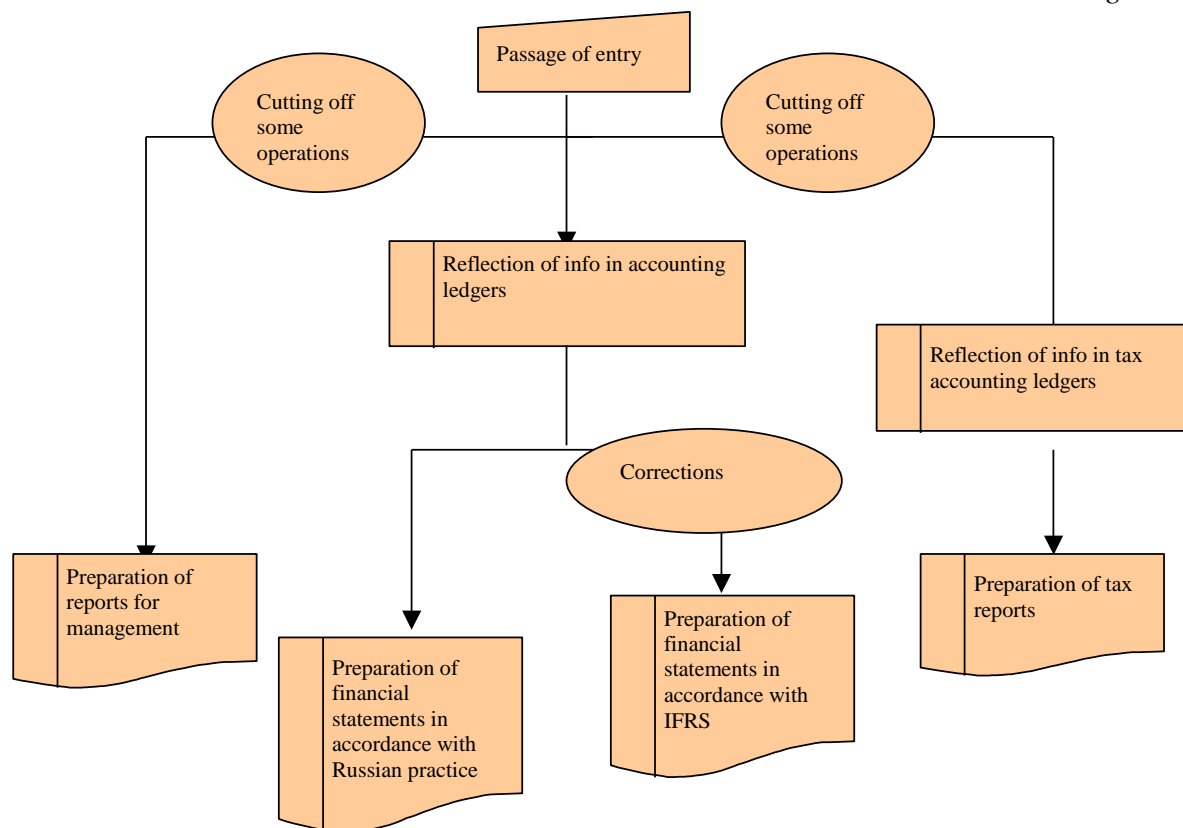 Passage of entry
Cutting off
some
operations
Cutting off
some
operations
Reflection of info in accounting
ledgers
Reflection of info in tax
accounting ledgers
Corrections
Preparation of
reports for
management
Preparation of
financial
statements in
accordance with
Russian practice
Preparation of
financial
statements in
accordance with
IFRS
Preparation of tax
reports